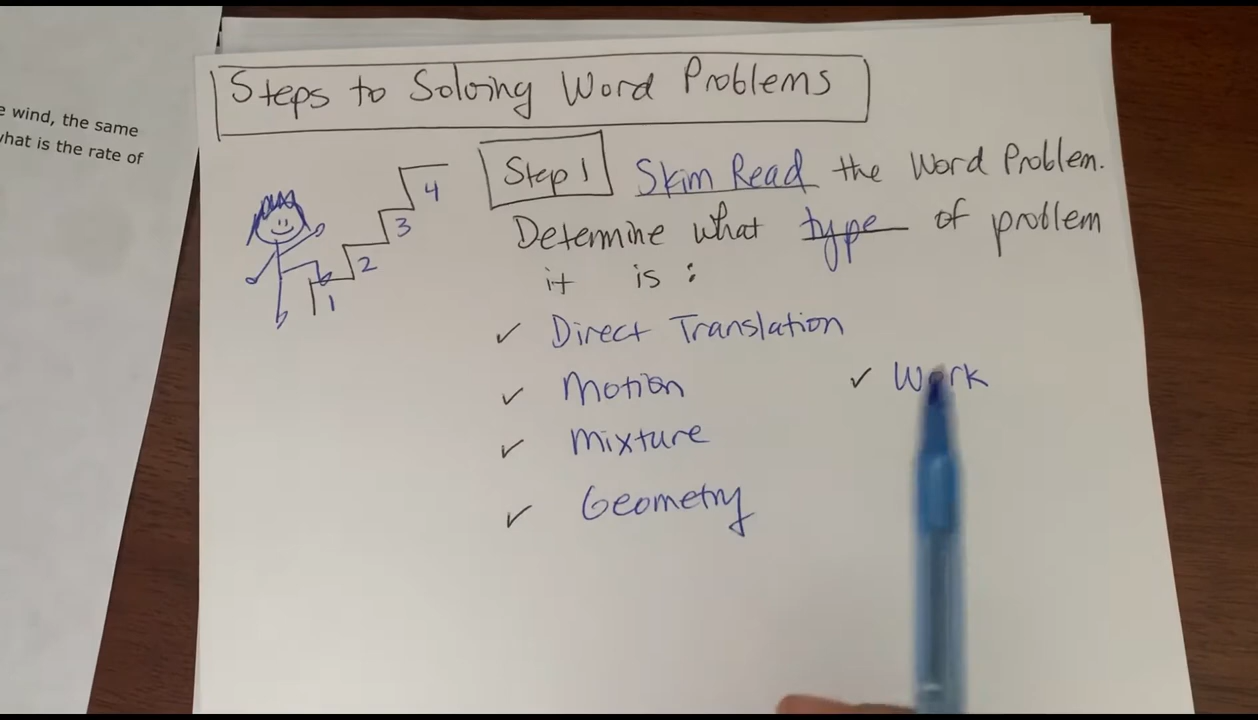 e wind, the same
what is the rate of
Steps to Solving Word Problems
Step 1 Skim Read the Word Problem.
Determine what type of problem
it is :
✓ Direct Translation
✓ Motion
✓ Work
✓ Mixture
✓ Geometry
4
3
2
1